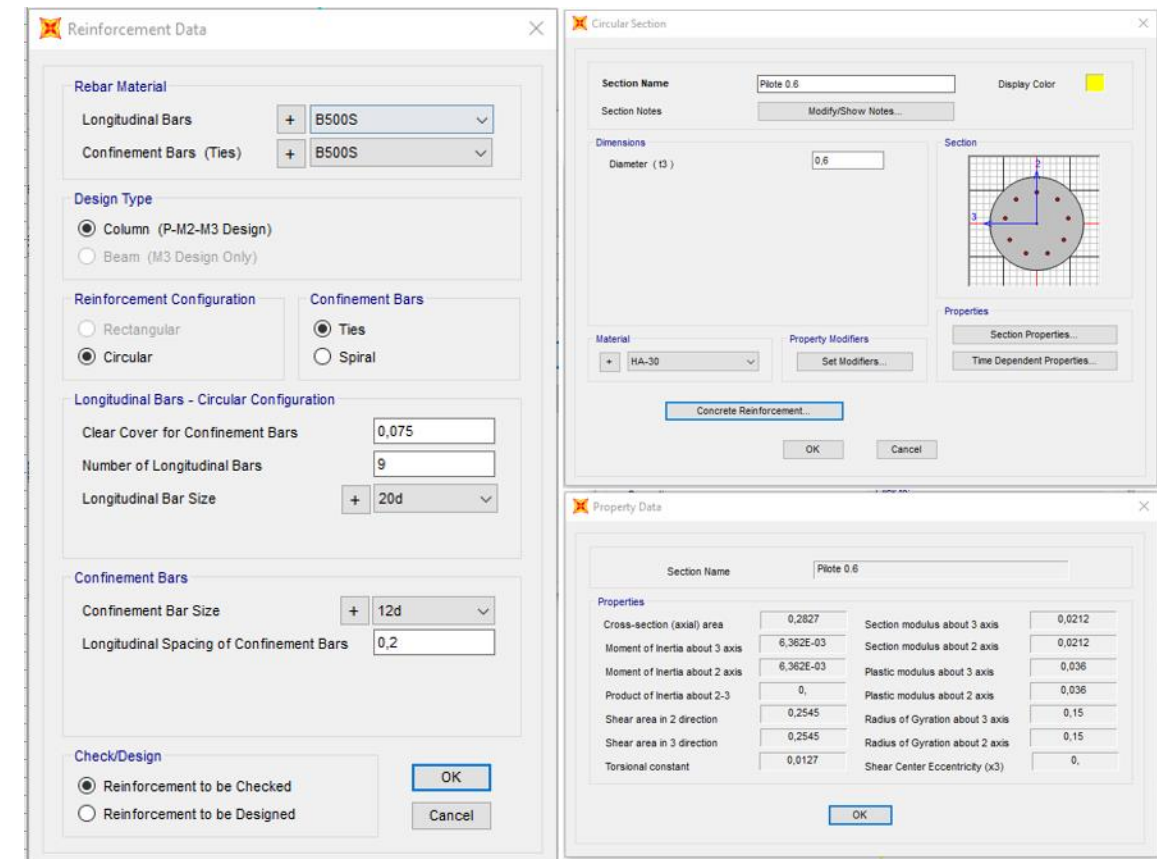 Reinforcement Data
Rebar Material
Longitudinal Bars + B500S
Confinement Bars (Ties) + B500S
Design Type
Column (P-M2-M3 Design)
Beam (M3 Design Only)
Reinforcement Configuration
Rectangular
Circular
Confinement Bars
Ties
Spiral
Longitudinal Bars - Circular Configuration
Clear Cover for Confinement Bars 0,075
Number of Longitudinal Bars 9
Longitudinal Bar Size + 20d
Confinement Bars
Confinement Bar Size + 12d
Longitudinal Spacing of Confinement Bars 0,2
Check/Design
Reinforcement to be Checked
Reinforcement to be Designed
OK
Cancel
Circular Section
Section Name Pilote 0.6 Display Color
Section Notes Modify/Show Notes...
Dimensions
Diameter ( t3 ) 0,6
Section
2
3
Properties
Section Properties...
Time Dependent Properties...
Material
+ HA-30
Property Modifiers
Set Modifiers...
Concrete Reinforcement...
OK Cancel
Property Data
Section Name Pilote 0.6
Properties
Cross-section (axial) area 0,2827 Section modulus about 3 axis 0,0212
Moment of Inertia about 3 axis 6,362E-03 Section modulus about 2 axis 0,0212
Moment of Inertia about 2 axis 6,362E-03 Plastic modulus about 3 axis 0,036
Product of Inertia about 2-3 0, Plastic modulus about 2 axis 0,036
Shear area in 2 direction 0,2545 Radius of Gyration about 3 axis 0,15
Shear area in 3 direction 0,2545 Radius of Gyration about 2 axis 0,15
Torsional constant 0,0127 Shear Center Eccentricity (x3) 0,
OK